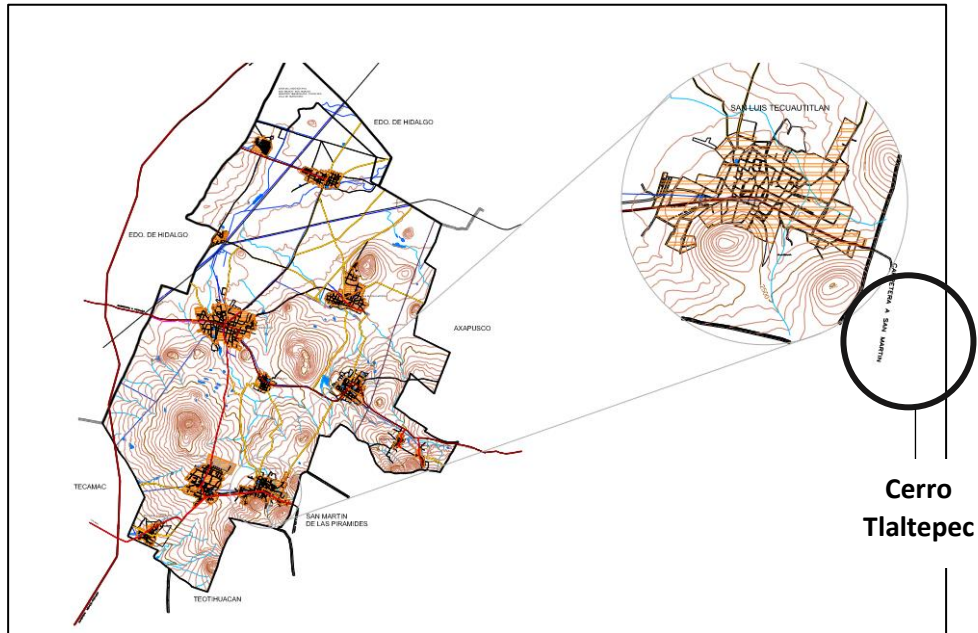 EDO. DE HIDALGO
SAN LUIS TECUAUTITLAN
EDO. DE HIDALGO
AXAPUSCO
CARRETERA A SAN MARTIN
TECAMAC
SAN MARTIN
DE LAS PIRAMIDES
TEOTIHUACAN
Cerro
Tlaltepec